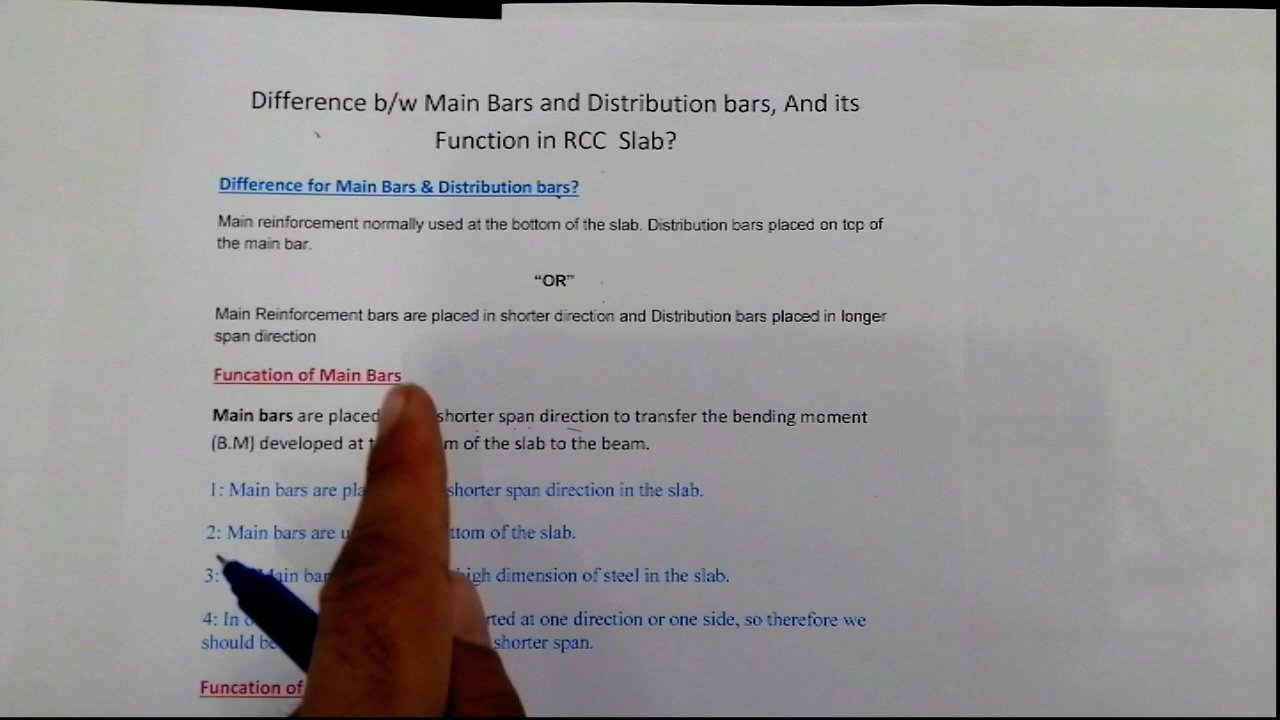 Difference b/w Main Bars and Distribution bars, And its
Function in RCC Slab?
Difference for Main Bars & Distribution bars?
Main reinforcement normally used at the bottom of the slab. Distribution bars placed on top of
the main bar.
“OR”
Main Reinforcement bars are placed in shorter direction and Distribution bars placed in longer
span direction
Funcation of Main Bars
Main bars are placed shorter span direction to transfer the bending moment
(B.M) developed at of the slab to the beam.
1: Main bars are shorter span direction in the slab.
2: Main bars are of the slab.
3: Main high dimension of steel in the slab.
4: In at one direction or one side, so therefore we
should shorter span.
Funcation of